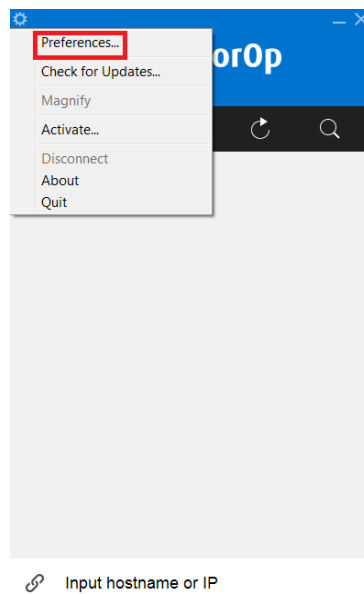 Preferences...
orOp
Check for Updates...
Magnify
Activate...
Disconnect
About
Quit
Input hostname or IP